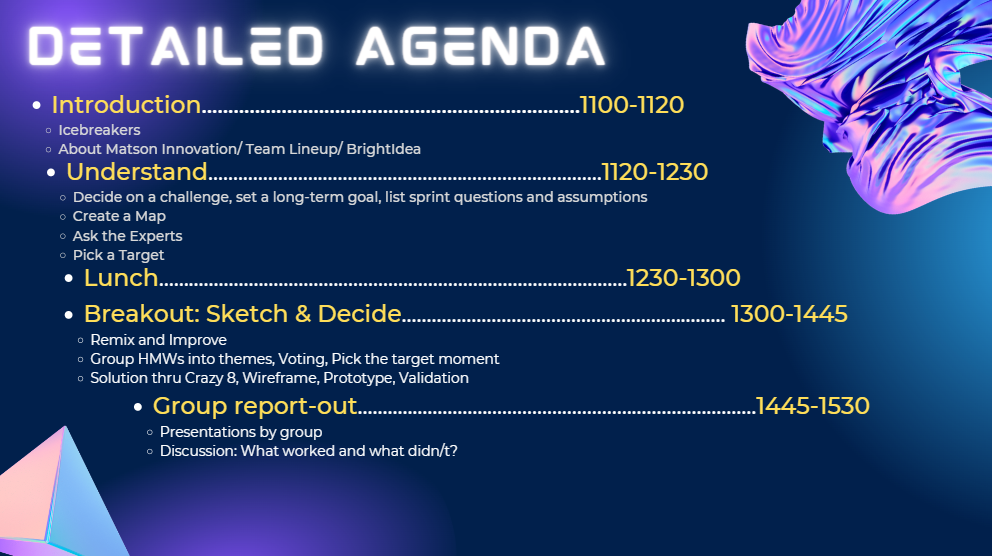 DETAILED AGENDA
• Introduction............................................................................1100-1120
○ Icebreakers
○ About Matson Innovation/ Team Lineup/ BrightIdea
• Understand...............................................................................1120-1230
○ Decide on a challenge, set a long-term goal, list sprint questions and assumptions
○ Create a Map
○ Ask the Experts
○ Pick a Target
• Lunch..............................................................................................1230-1300
• Breakout: Sketch & Decide................................................................. 1300-1445
○ Remix and Improve
○ Group HMWs into themes, Voting, Pick the target moment
○ Solution thru Crazy 8, Wireframe, Prototype, Validation
• Group report-out................................................................................1445-1530
○ Presentations by group
○ Discussion: What worked and what didn/t?